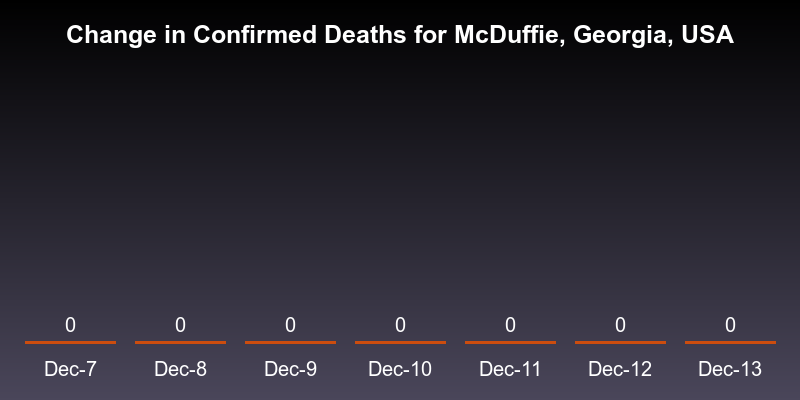 Change in Confirmed Deaths for McDuffie, Georgia, USA
0 0 0 0 0 0 0
Dec-7 Dec-8 Dec-9 Dec-10 Dec-11 Dec-12 Dec-13